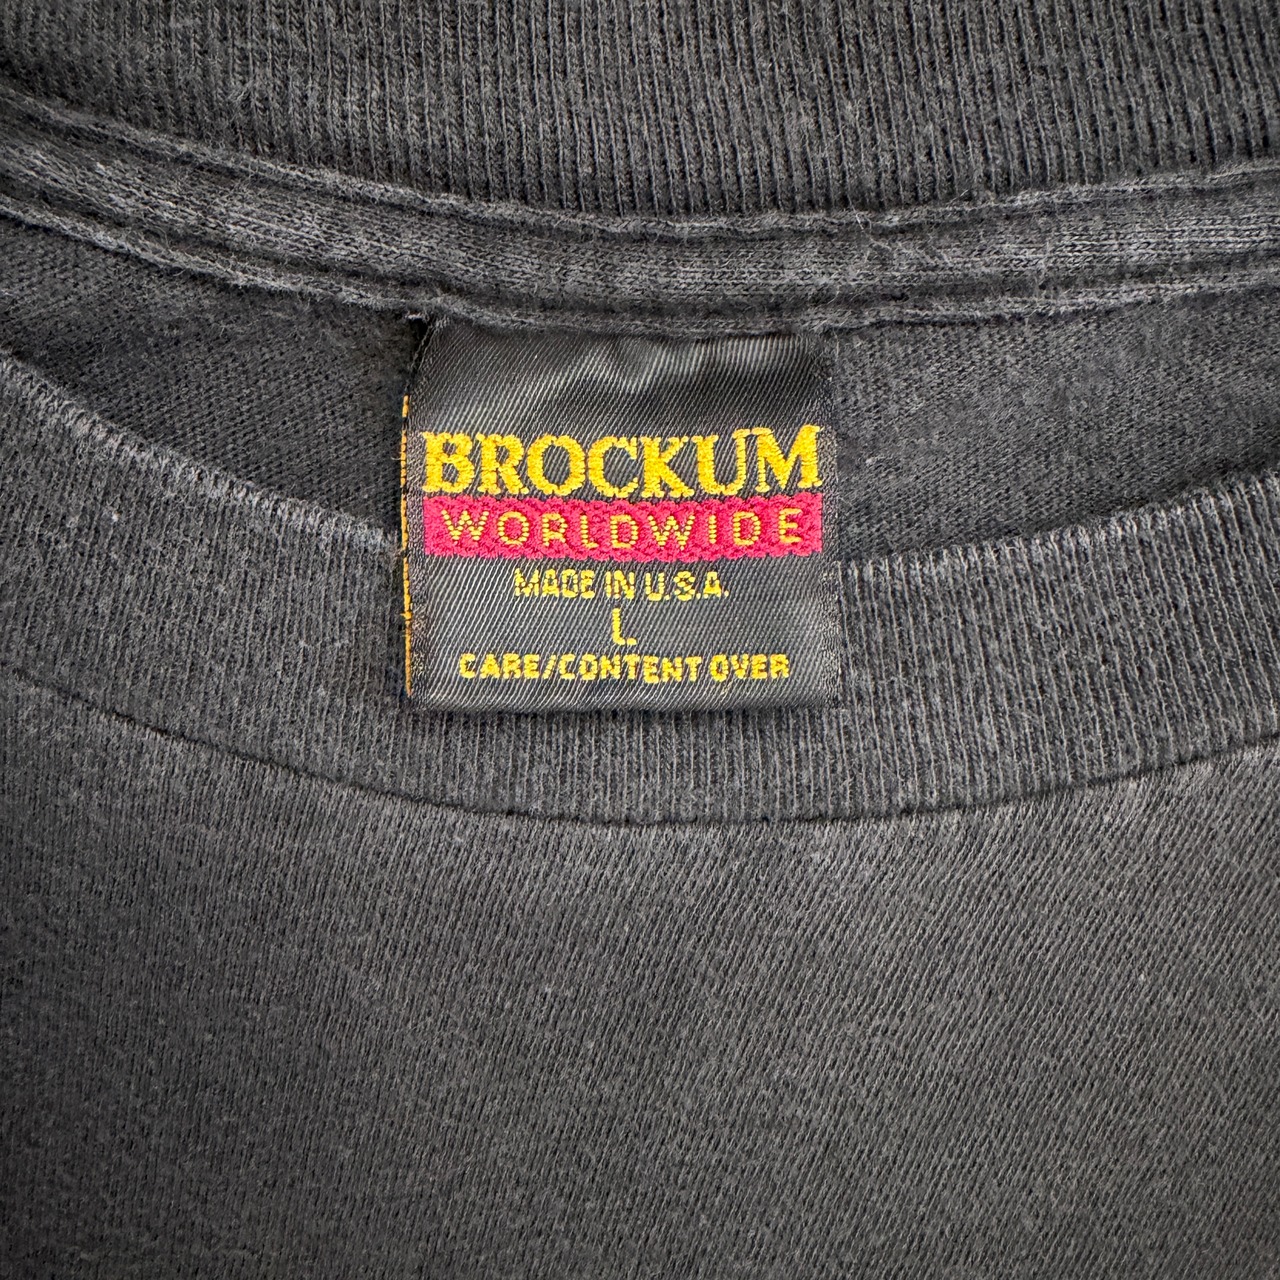 BROCKUM
WORLDWIDE
MADE IN U.S.A.
L
CARE/CONTENT OVER